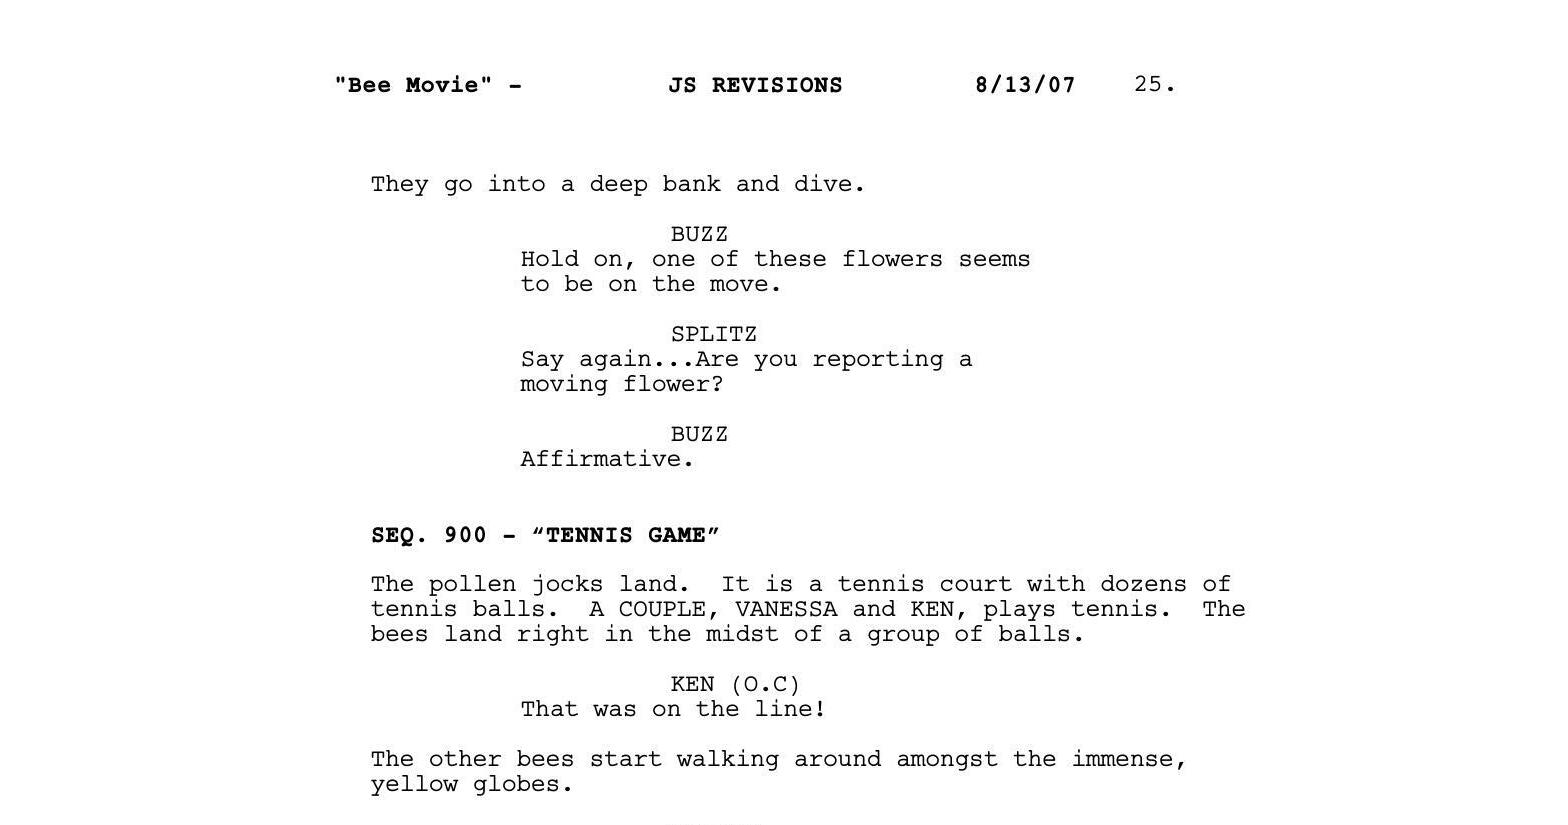 "Bee Movie" - JS REVISIONS 8/13/07 25.
They go into a deep bank and dive.
BUZZ
Hold on, one of these flowers seems
to be on the move.
SPLITZ
Say again...Are you reporting a
moving flower?
BUZZ
Affirmative.
SEQ. 900 - “TENNIS GAME”
The pollen jocks land.  It is a tennis court with dozens of
tennis balls.  A COUPLE, VANESSA and KEN, plays tennis.  The
bees land right in the midst of a group of balls.
KEN (O.C)
That was on the line!
The other bees start walking around amongst the immense,
yellow globes.